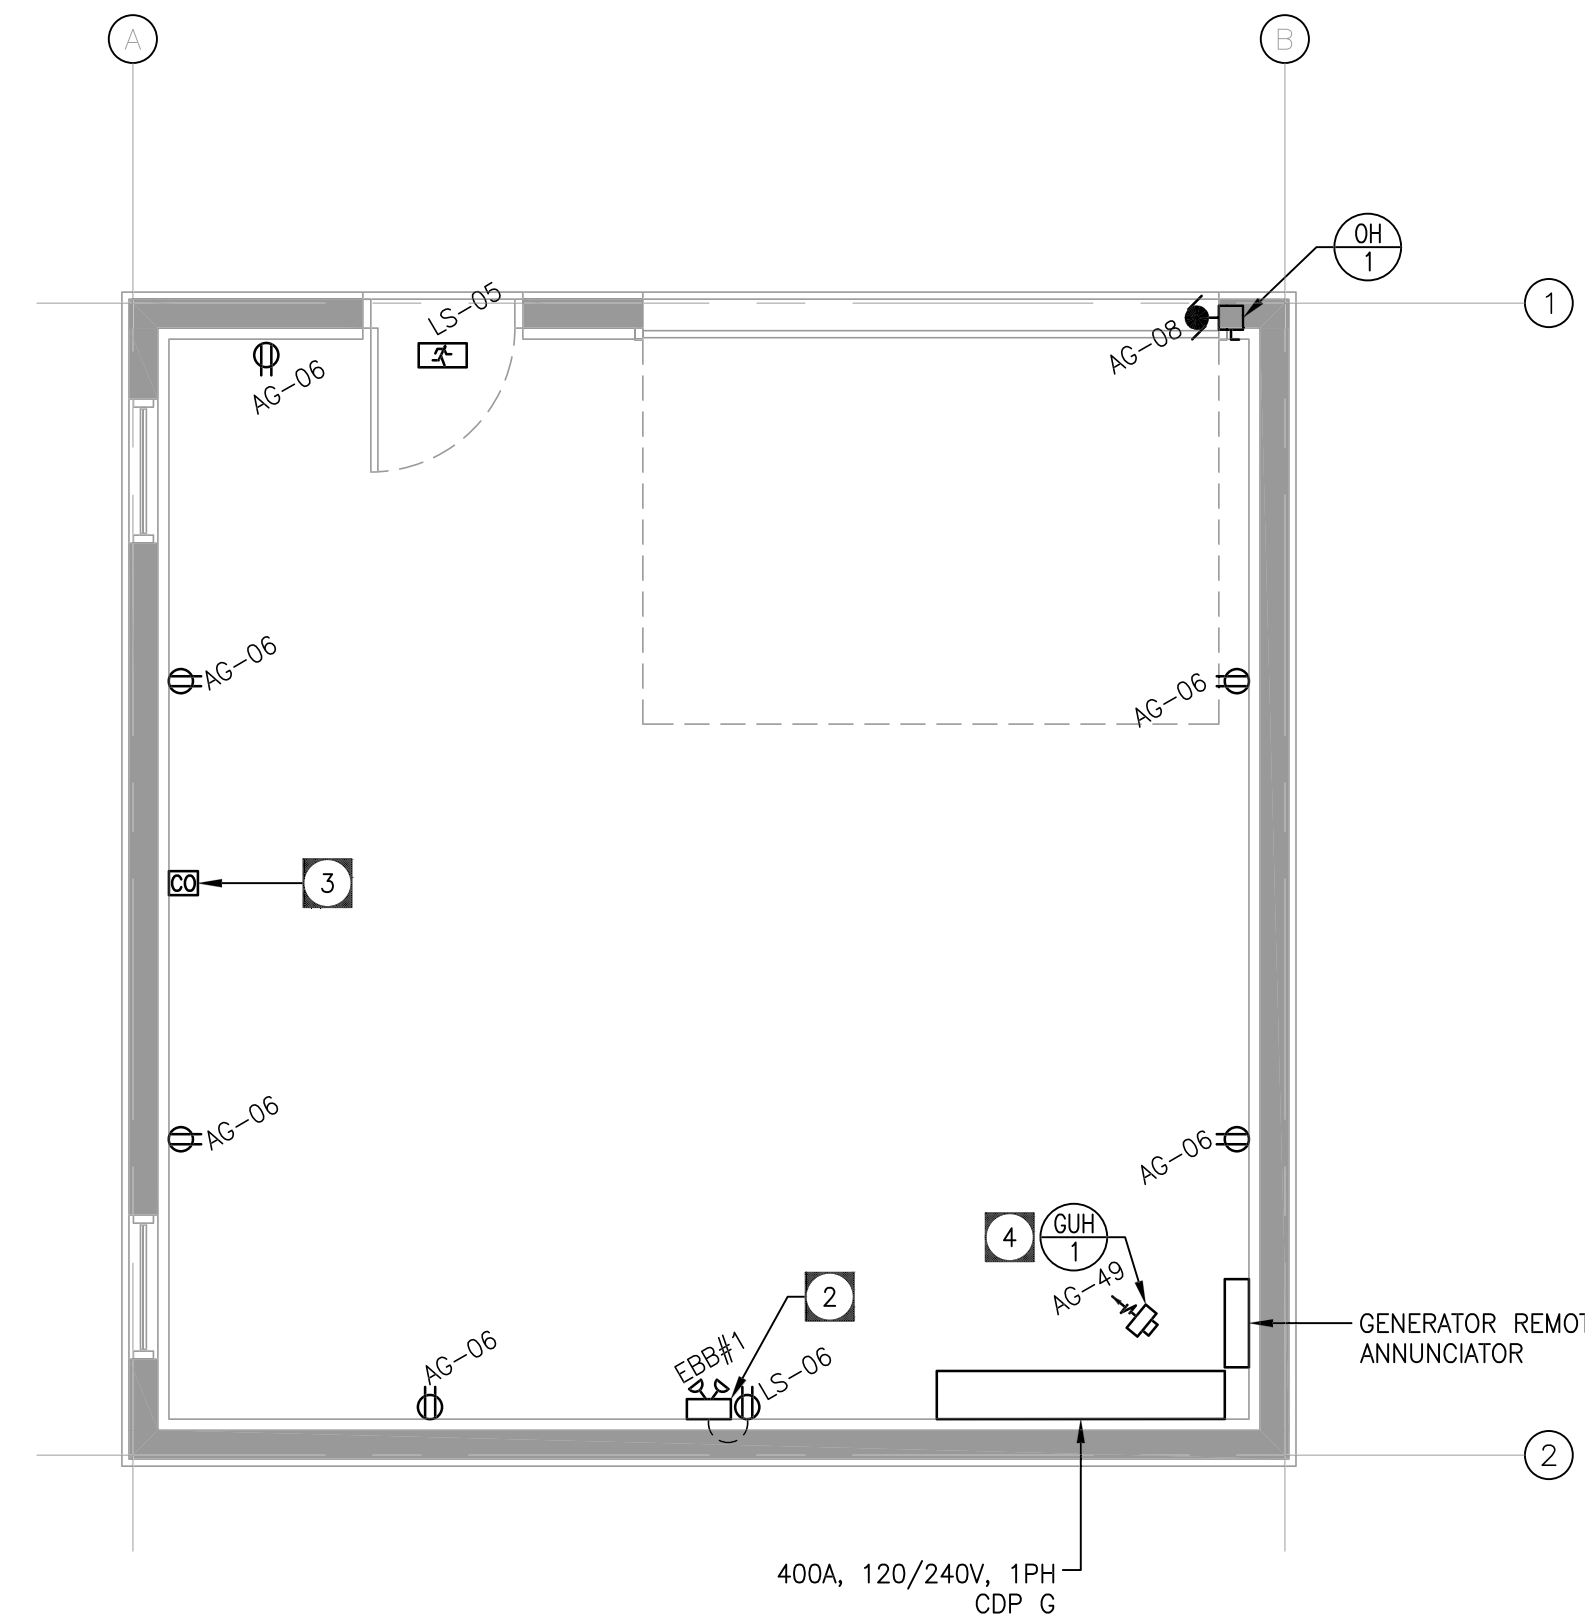 A
B
OH
1
1
LS-05
AG-08
AG-06
AG-06
AG-06
CO
3
AG-06
AG-06
4
GUH
1
AG-49
2
GENERATOR REMOT
ANNUNCIATOR
AG-06
EBB#1
LS-06
2
400A, 120/240V, 1PH
CDP G